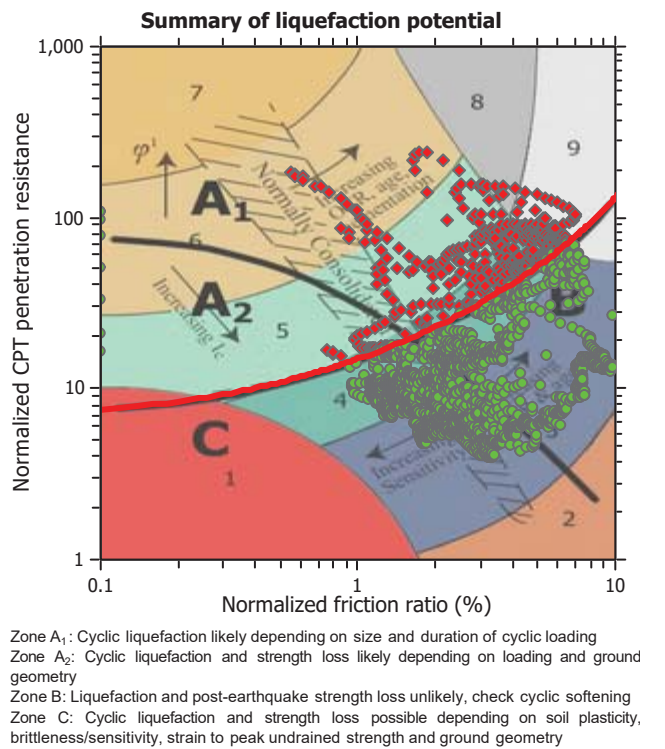 Summary of liquefaction potential
1,000
100
10
1
Normalized CPT penetration resistance
7
8
9
φ'
A1
Increasing
OCR, age,
cementation
Normally Consolidated
6
A2
Increasing Ic
5
B
4
C
1
Increasing
Sensitivity
& age
3
2
0.1
1
10
Normalized friction ratio (%)
Zone A1: Cyclic liquefaction likely depending on size and duration of cyclic loading
Zone A2: Cyclic liquefaction and strength loss likely depending on loading and ground
geometry
Zone B: Liquefaction and post-earthquake strength loss unlikely, check cyclic softening
Zone C: Cyclic liquefaction and strength loss possible depending on soil plasticity,
brittleness/sensitivity, strain to peak undrained strength and ground geometry